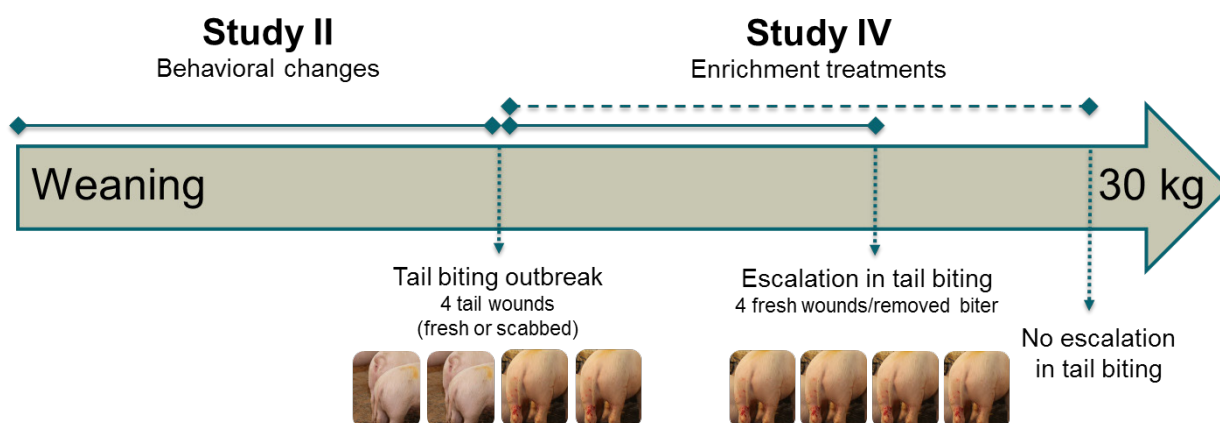 Study II
Behavioral changes
Study IV
Enrichment treatments
Weaning
30 kg
Tail biting outbreak
4 tail wounds
(fresh or scabbed)
Escalation in tail biting
4 fresh wounds/removed biter
No escalation
in tail biting